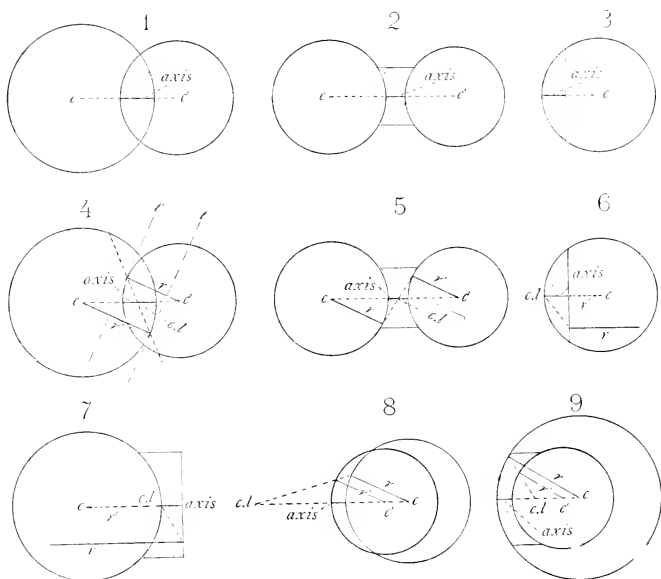 1
2
3
axis
axis
axis
c c'
c c'
c
4
5
6
t' t
axis r
c c'
r' c.l
axis r'
c c'
r c.l
axis
c.l c
r'
r
7
8
9
c c.l axis
r'
r
r
r'
c.l axis c' c
r
r'
c
c.l c'
axis